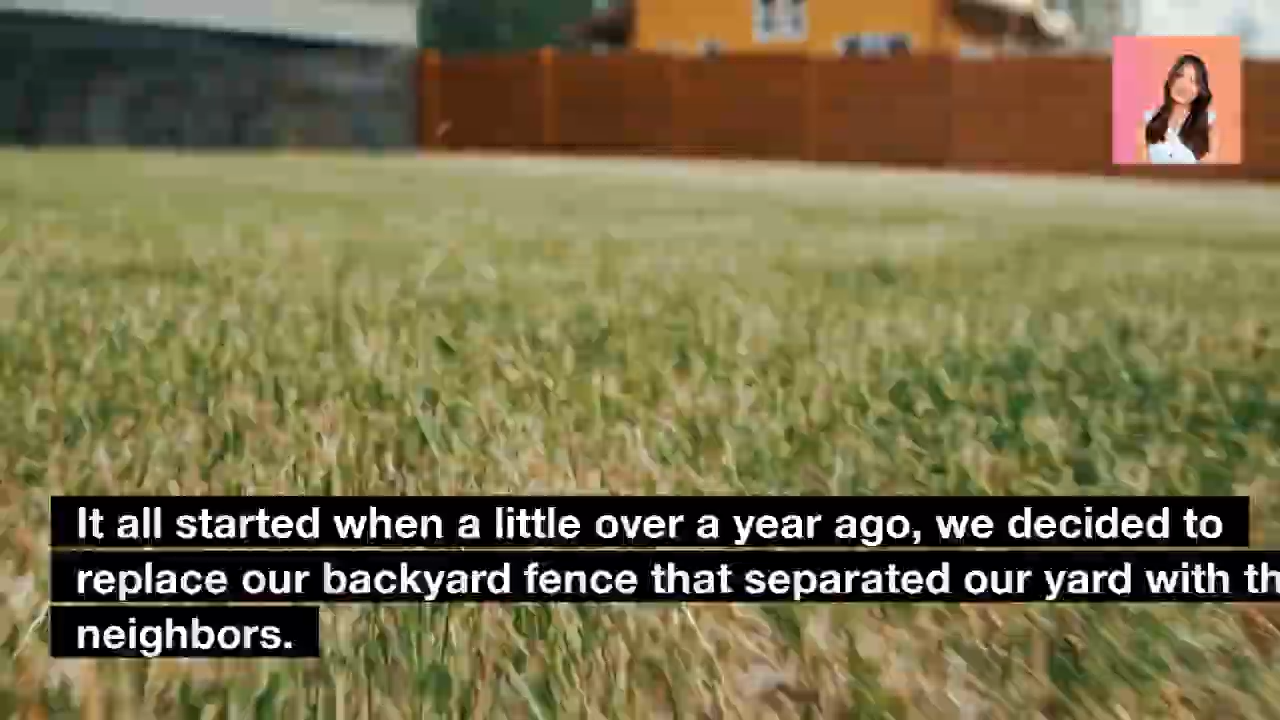 It all started when a little over a year ago, we decided to
replace our backyard fence that separated our yard with th
neighbors.